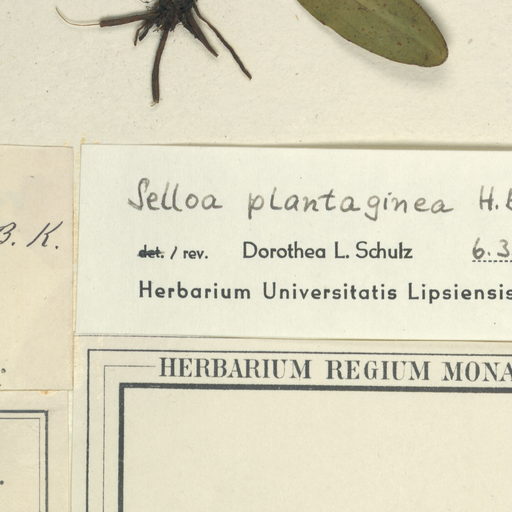 B. K.
Selloa plantaginea H.
det. / rev. Dorothea L. Schulz 6.3
Herbarium Universitatis Lipsiensis
HERBARIUM REGIUM MONA